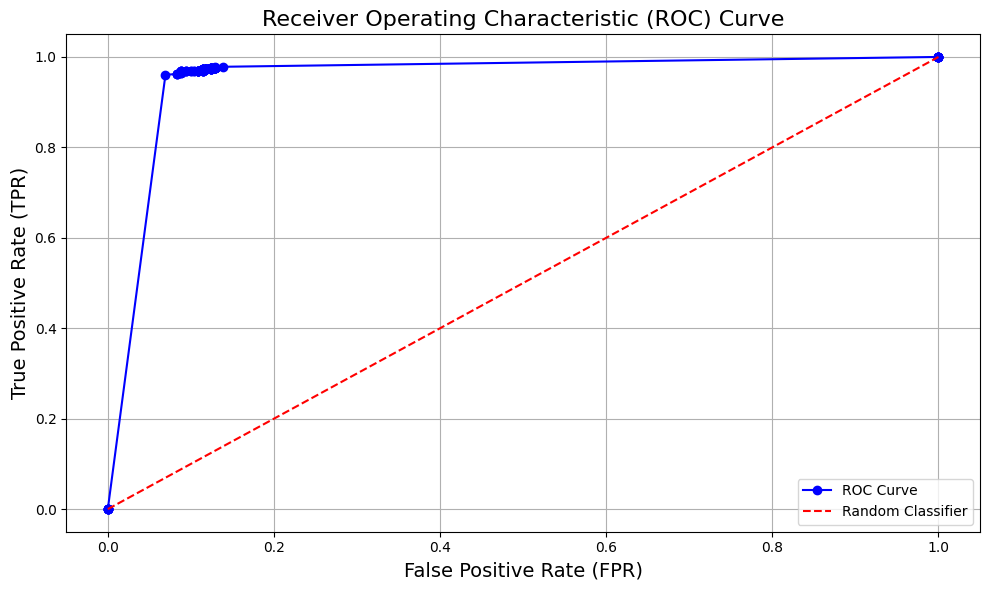 Receiver Operating Characteristic (ROC) Curve
True Positive Rate (TPR)
1.0
0.8
0.6
0.4
0.2
0.0
0.0 0.2 0.4 0.6 0.8 1.0
False Positive Rate (FPR)
ROC Curve
Random Classifier